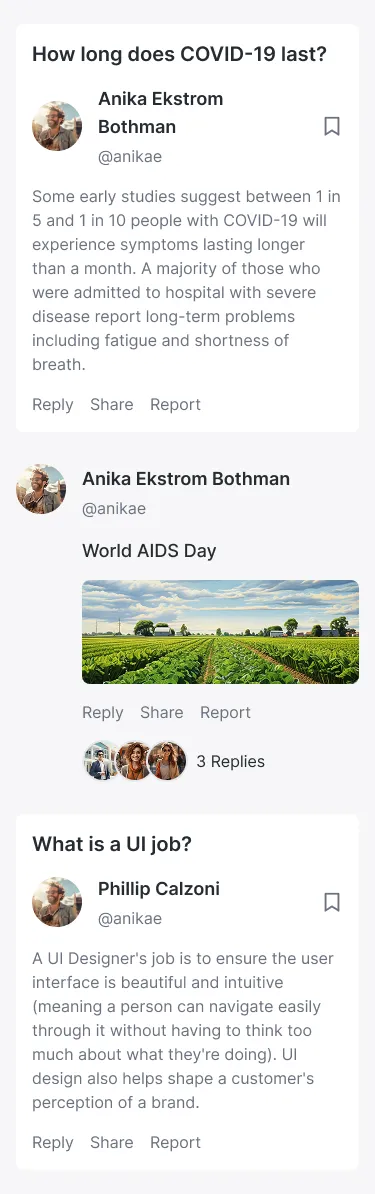 How long does COVID-19 last?
Anika Ekstrom
Bothman
@anikae
Some early studies suggest between 1 in
5 and 1 in 10 people with COVID-19 will
experience symptoms lasting longer
than a month. A majority of those who
were admitted to hospital with severe
disease report long-term problems
including fatigue and shortness of
breath.
Reply Share Report
Anika Ekstrom Bothman
@anikae
World AIDS Day
Reply Share Report
3 Replies
What is a UI job?
Phillip Calzoni
@anikae
A UI Designer's job is to ensure the user
interface is beautiful and intuitive
(meaning a person can navigate easily
through it without having to think too
much about what they're doing). UI
design also helps shape a customer's
perception of a brand.
Reply Share Report